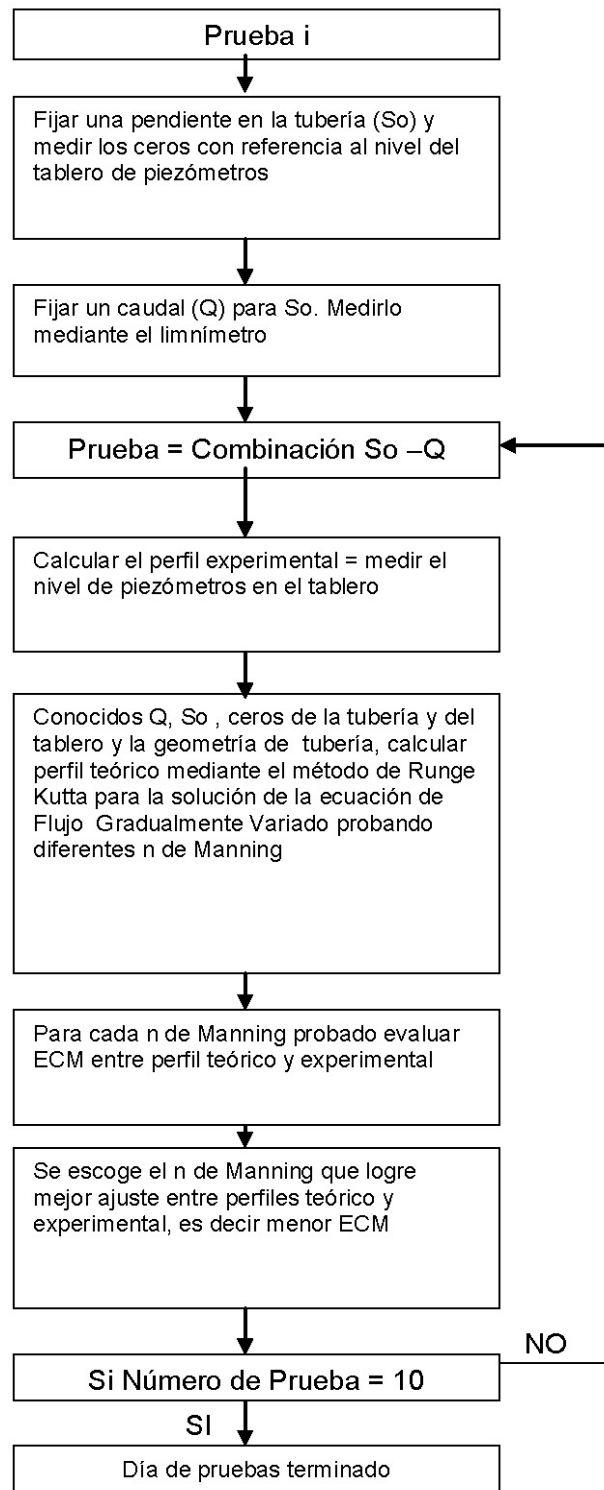 Prueba i
Fijar una pendiente en la tubería (So) y
medir los ceros con referencia al nivel del
tablero de piezómetros
Fijar un caudal (Q) para So. Medirlo
mediante el limnímetro
Prueba = Combinación So –Q
Calcular el perfil experimental = medir el
nivel de piezómetros en el tablero
Conocidos Q, So , ceros de la tubería y del
tablero y la geometría de tubería, calcular
perfil teórico mediante el método de Runge
Kutta para la solución de la ecuación de
Flujo Gradualmente Variado probando
diferentes n de Manning
Para cada n de Manning probado evaluar
ECM entre perfil teórico y experimental
Se escoge el n de Manning que logre
mejor ajuste entre perfiles teórico y
experimental, es decir menor ECM
NO
Si Número de Prueba = 10
SI
Día de pruebas terminado